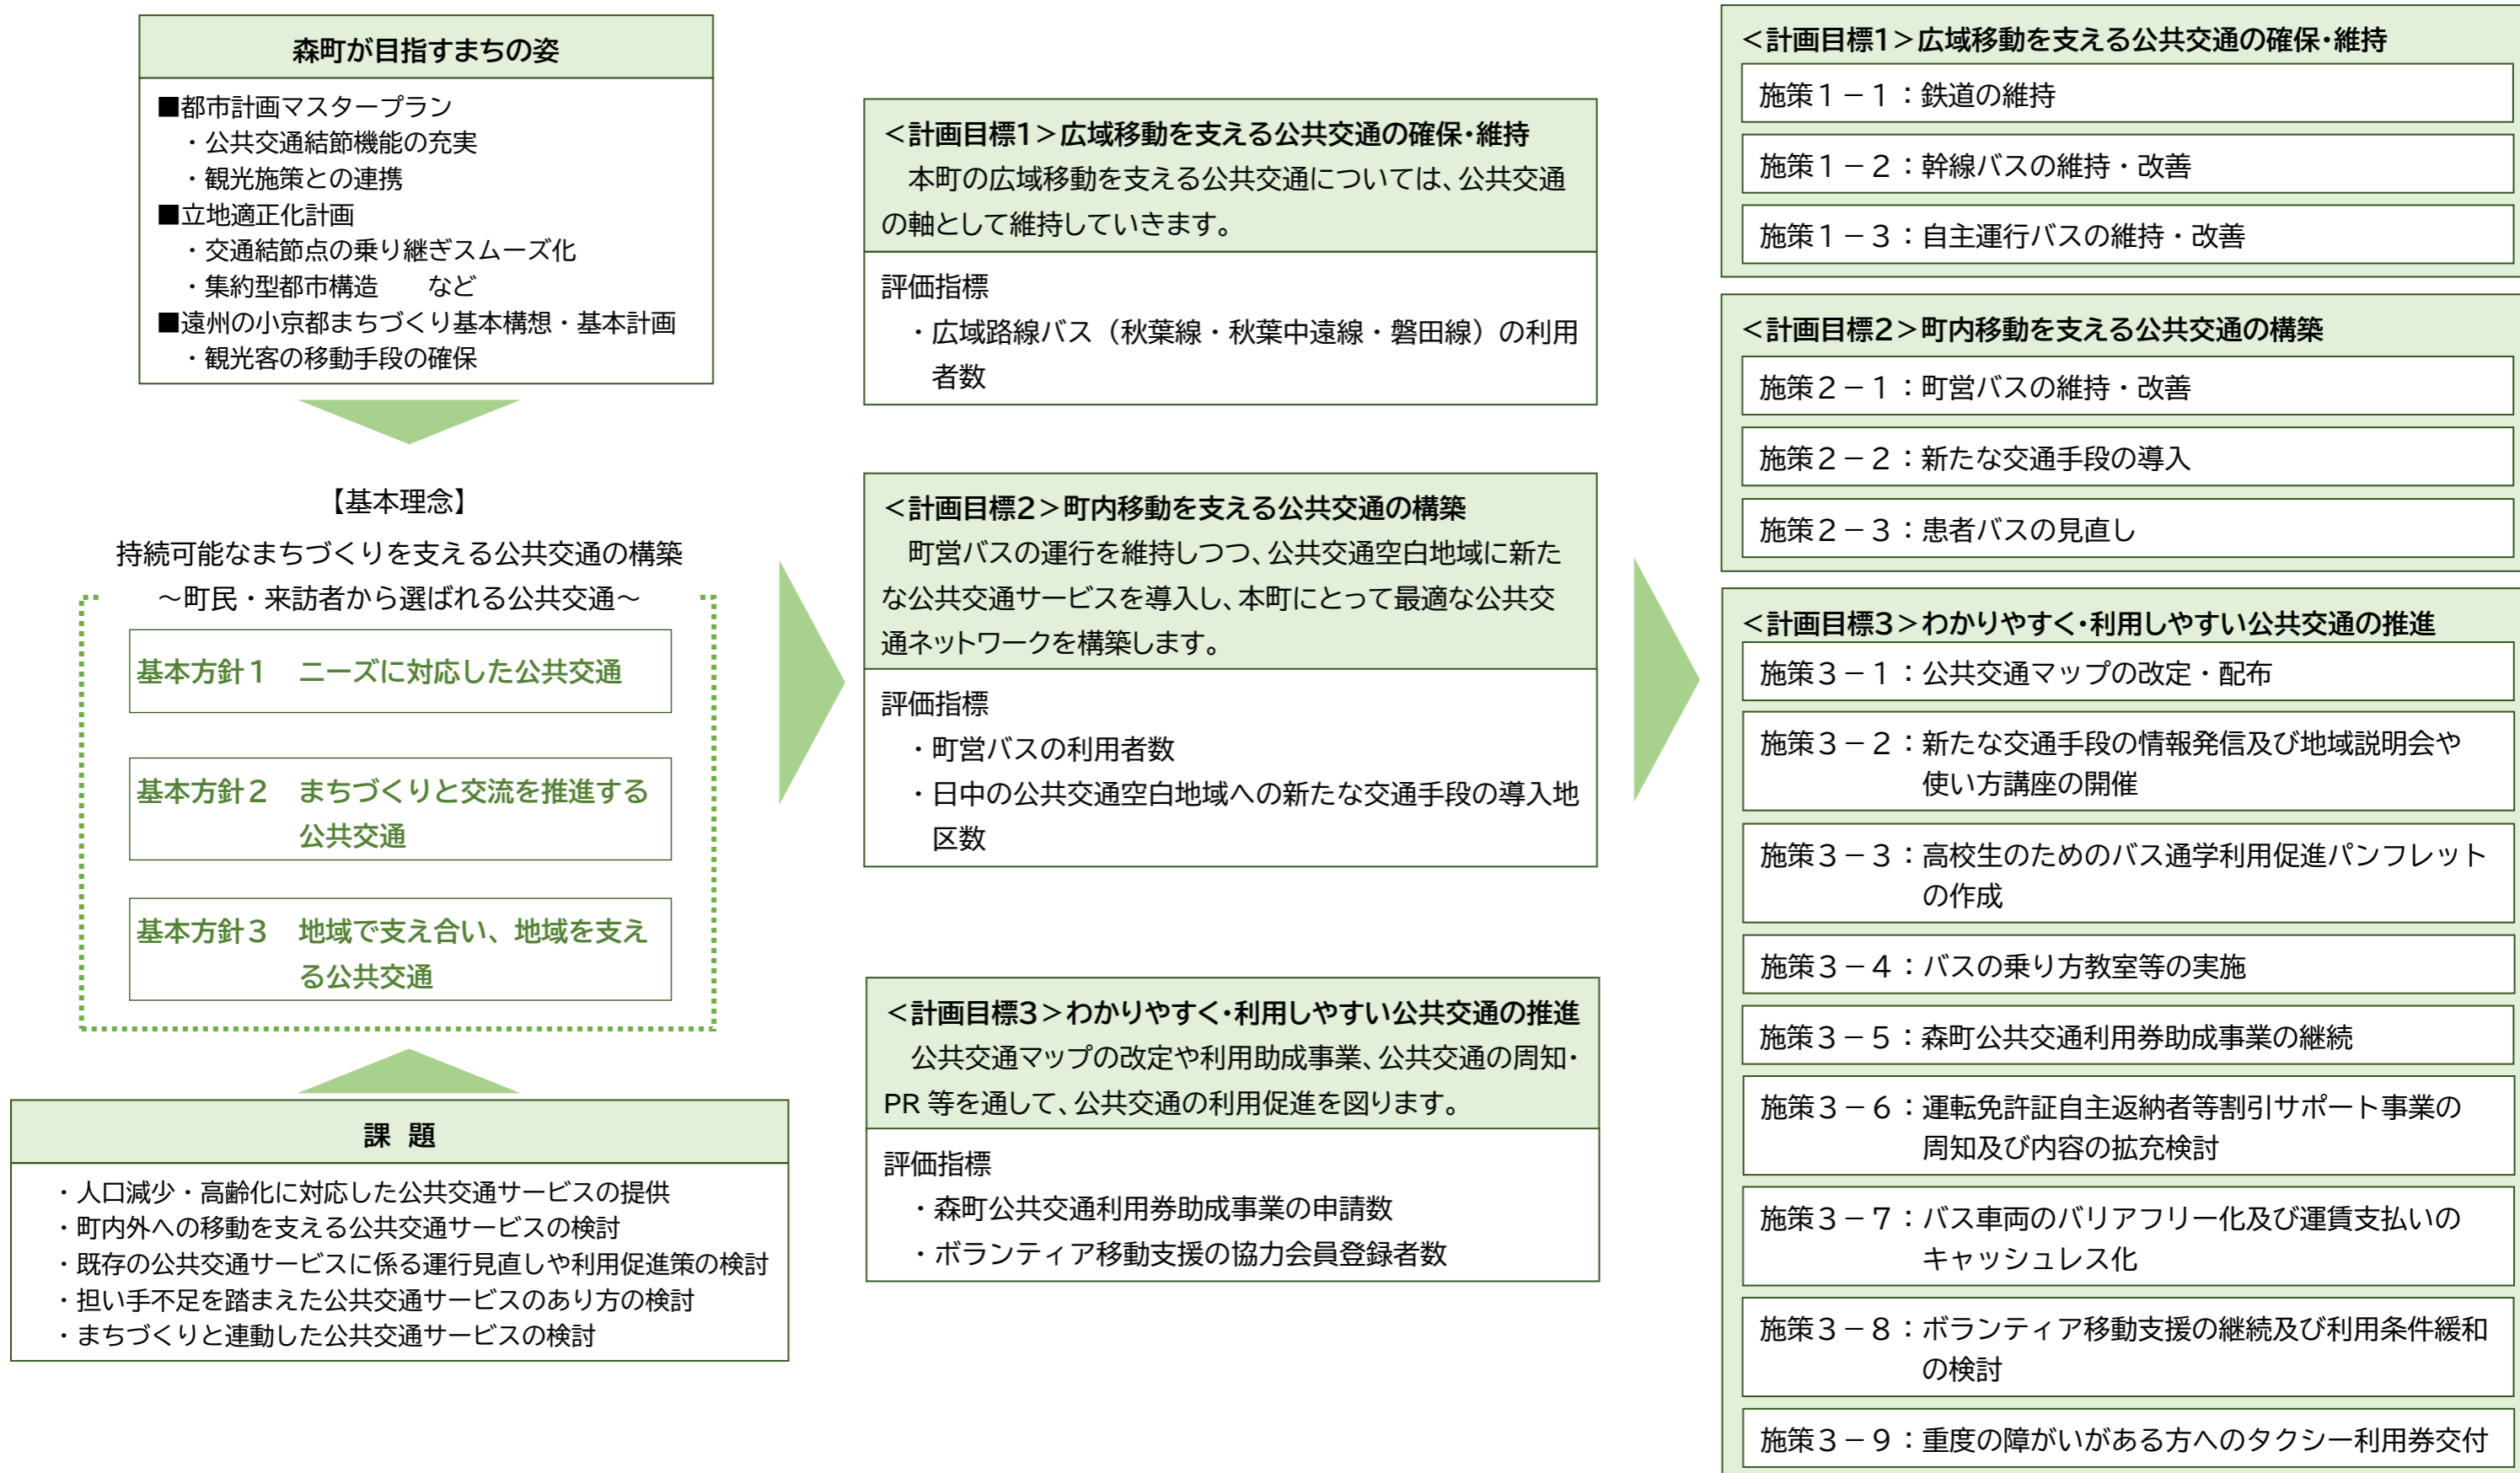 森町が目指すまちの姿
■都市計画マスタープラン
・公共交通結節機能の充実
・観光施策との連携
■立地適正化計画
・交通結節点の乗り継ぎスムーズ化
・集約型都市構造　　など
■遠州の小京都まちづくり基本構想・基本計画
・観光客の移動手段の確保
【基本理念】
持続可能なまちづくりを支える公共交通の構築
～町民・来訪者から選ばれる公共交通～
基本方針１　ニーズに対応した公共交通
基本方針２　まちづくりと交流を推進する
公共交通
基本方針３　地域で支え合い、地域を支え
る公共交通
課 題
・人口減少・高齢化に対応した公共交通サービスの提供
・町内外への移動を支える公共交通サービスの検討
・既存の公共交通サービスに係る運行見直しや利用促進策の検討
・担い手不足を踏まえた公共交通サービスのあり方の検討
・まちづくりと連動した公共交通サービスの検討
＜計画目標1＞広域移動を支える公共交通の確保・維持
本町の広域移動を支える公共交通については、公共交通
の軸として維持していきます。
評価指標
・広域路線バス（秋葉線・秋葉中遠線・磐田線）の利用
者数
＜計画目標2＞町内移動を支える公共交通の構築
町営バスの運行を維持しつつ、公共交通空白地域に新た
な公共交通サービスを導入し、本町にとって最適な公共交
通ネットワークを構築します。
評価指標
・町営バスの利用者数
・日中の公共交通空白地域への新たな交通手段の導入地
区数
＜計画目標3＞わかりやすく・利用しやすい公共交通の推進
公共交通マップの改定や利用助成事業、公共交通の周知・
PR 等を通して、公共交通の利用促進を図ります。
評価指標
・森町公共交通利用券助成事業の申請数
・ボランティア移動支援の協力会員登録者数
＜計画目標1＞広域移動を支える公共交通の確保・維持
施策１－１：鉄道の維持
施策１－２：幹線バスの維持・改善
施策１－３：自主運行バスの維持・改善
＜計画目標2＞町内移動を支える公共交通の構築
施策２－１：町営バスの維持・改善
施策２－２：新たな交通手段の導入
施策２－３：患者バスの見直し
＜計画目標3＞わかりやすく・利用しやすい公共交通の推進
施策３－１：公共交通マップの改定・配布
施策３－２：新たな交通手段の情報発信及び地域説明会や
使い方講座の開催
施策３－３：高校生のためのバス通学利用促進パンフレット
の作成
施策３－４：バスの乗り方教室等の実施
施策３－５：森町公共交通利用券助成事業の継続
施策３－６：運転免許証自主返納者等割引サポート事業の
周知及び内容の拡充検討
施策３－７：バス車両のバリアフリー化及び運賃支払いの
キャッシュレス化
施策３－８：ボランティア移動支援の継続及び利用条件緩和
の検討
施策３－９：重度の障がいがある方へのタクシー利用券交付